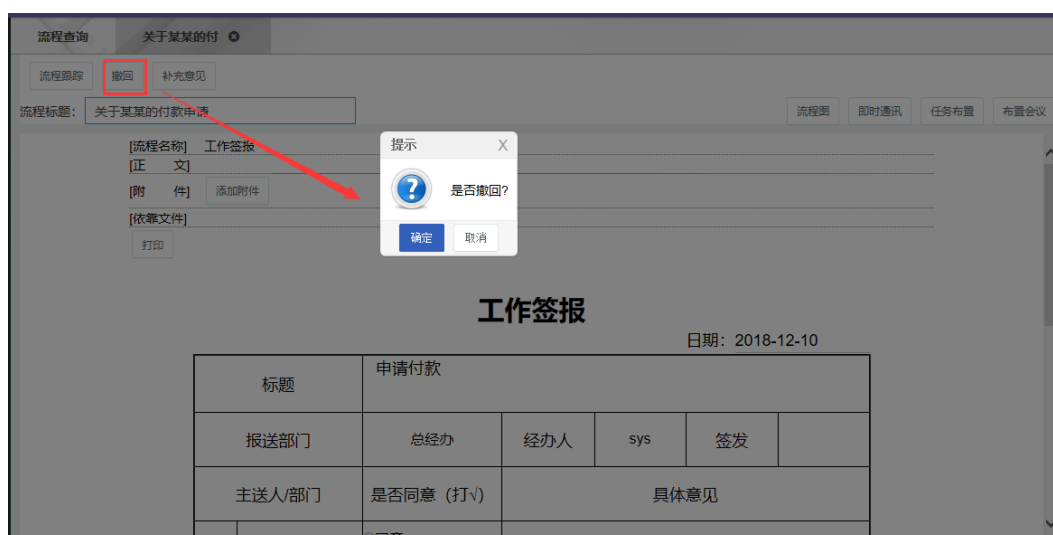 流程查询 关于某某的付
流程跟踪 撤回 补充意见
流程标题: 关于某某的付款申请 流程图 即时通讯 任务布置 布置会议
提示 X
是否撤回?
确定 取消
[流程名称] 工作签报
[正 文]
[附 件] 添加附件
[依靠文件]
打印
工作签报
日期: 2018-12-10
标题 申请付款
报送部门 总经办 经办人 sys 签发
主送人/部门 是否同意（打√） 具体意见